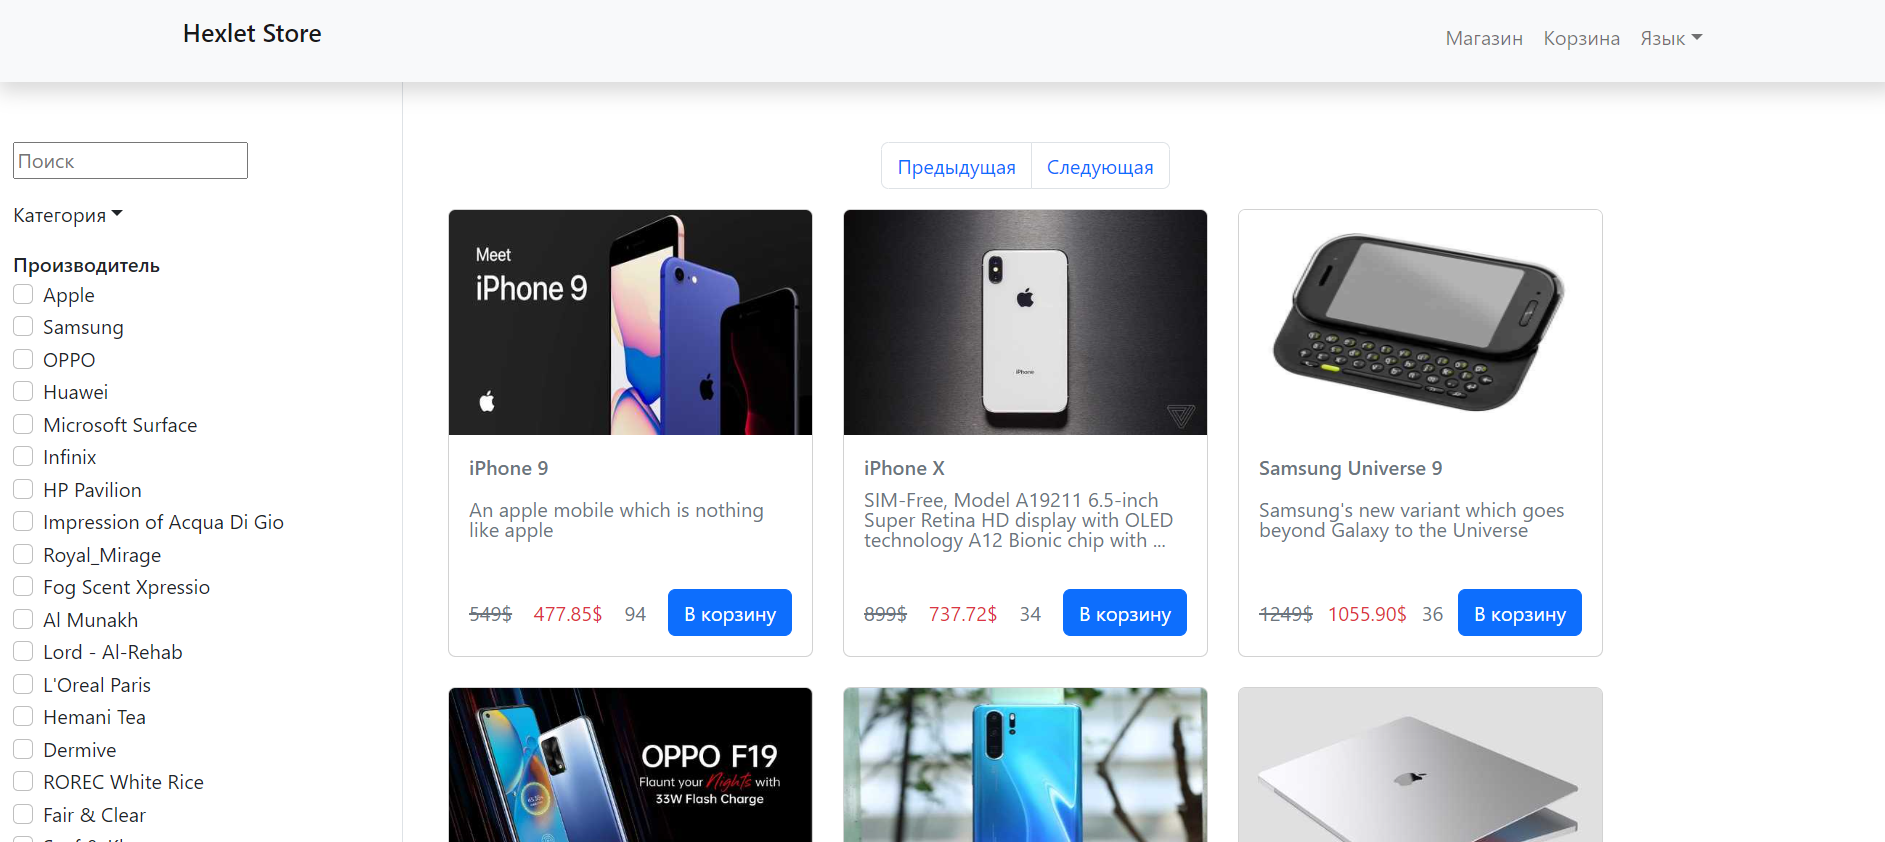 Hexlet Store
Магазин
Корзина
Язык
Поиск
Категория
Производитель
Apple
Samsung
OPPO
Huawei
Microsoft Surface
Infinix
HP Pavilion
Impression of Acqua Di Gio
Royal_Mirage
Fog Scent Xpressio
Al Munakh
Lord - Al-Rehab
L'Oreal Paris
Hemani Tea
Dermive
ROREC White Rice
Fair & Clear
Предыдущая
Следующая
Meet
iPhone 9
iPhone 9
An apple mobile which is nothing
like apple
549$ 477.85$ 94 В корзину
iPhone
iPhone X
SIM-Free, Model A19211 6.5-inch
Super Retina HD display with OLED
technology A12 Bionic chip with ...
899$ 737.72$ 34 В корзину
Samsung Universe 9
Samsung's new variant which goes
beyond Galaxy to the Universe
1249$ 1055.90$ 36 В корзину
OPPO F19
Flaunt your Nights with
33W Flash Charge